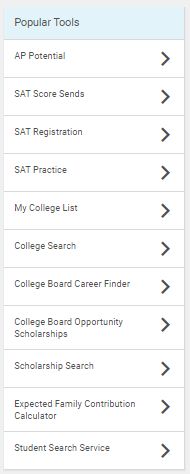 Popular Tools
AP Potential
SAT Score Sends
SAT Registration
SAT Practice
My College List
College Search
College Board Career Finder
College Board Opportunity
Scholarships
Scholarship Search
Expected Family Contribution
Calculator
Student Search Service